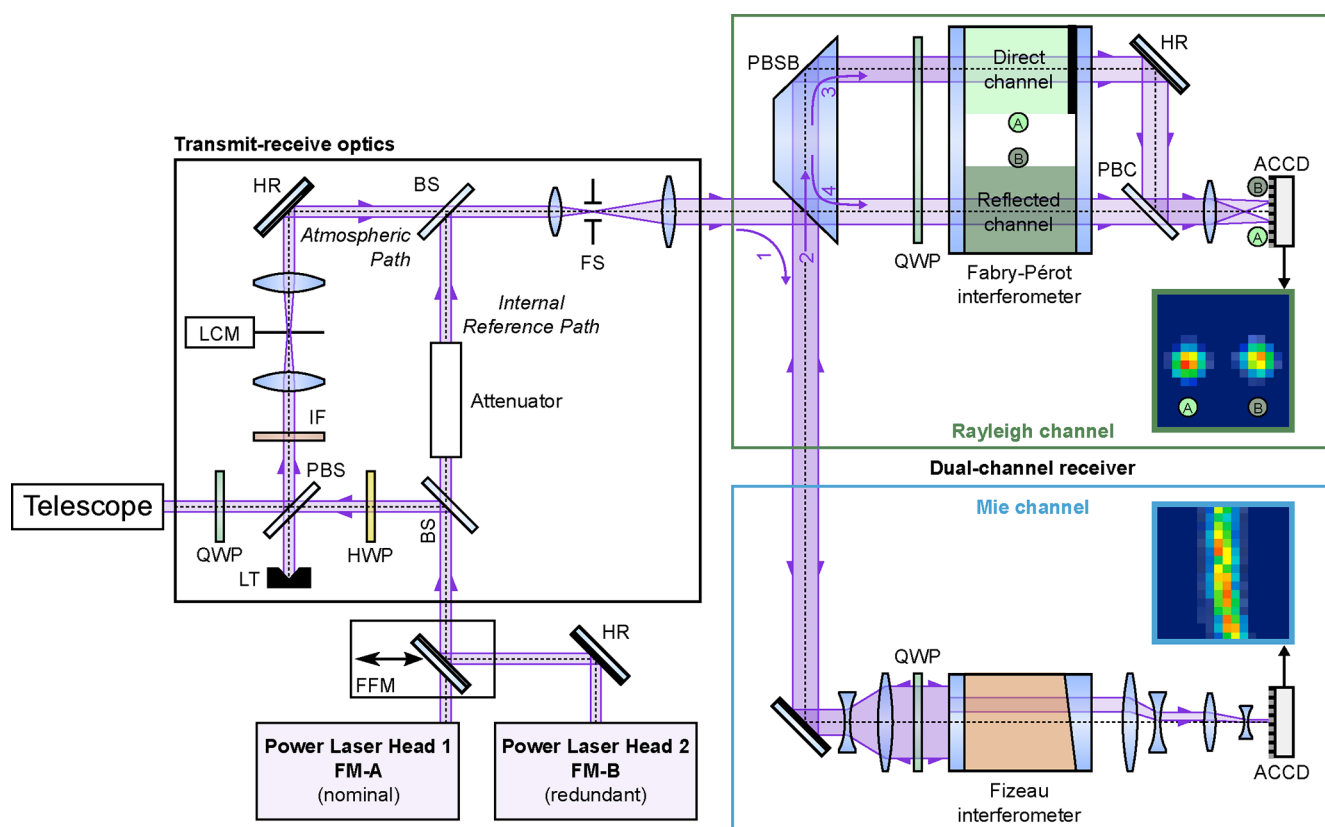 Transmit-receive optics
HR
BS
Atmospheric
Path
FS
Internal
Reference Path
LCM
Attenuator
IF
PBS
Telescope
QWP
HWP
BS
LT
FFM
HR
Power Laser Head 1
FM-A
(nominal)
Power Laser Head 2
FM-B
(redundant)
PBSB
Direct
channel
A
B
Reflected
channel
HR
PBC
ACCD
B
A
1
2
3
4
QWP
Fabry-Pérot
interferometer
A
B
Rayleigh channel
Dual-channel receiver
Mie channel
QWP
Fizeau
interferometer
ACCD